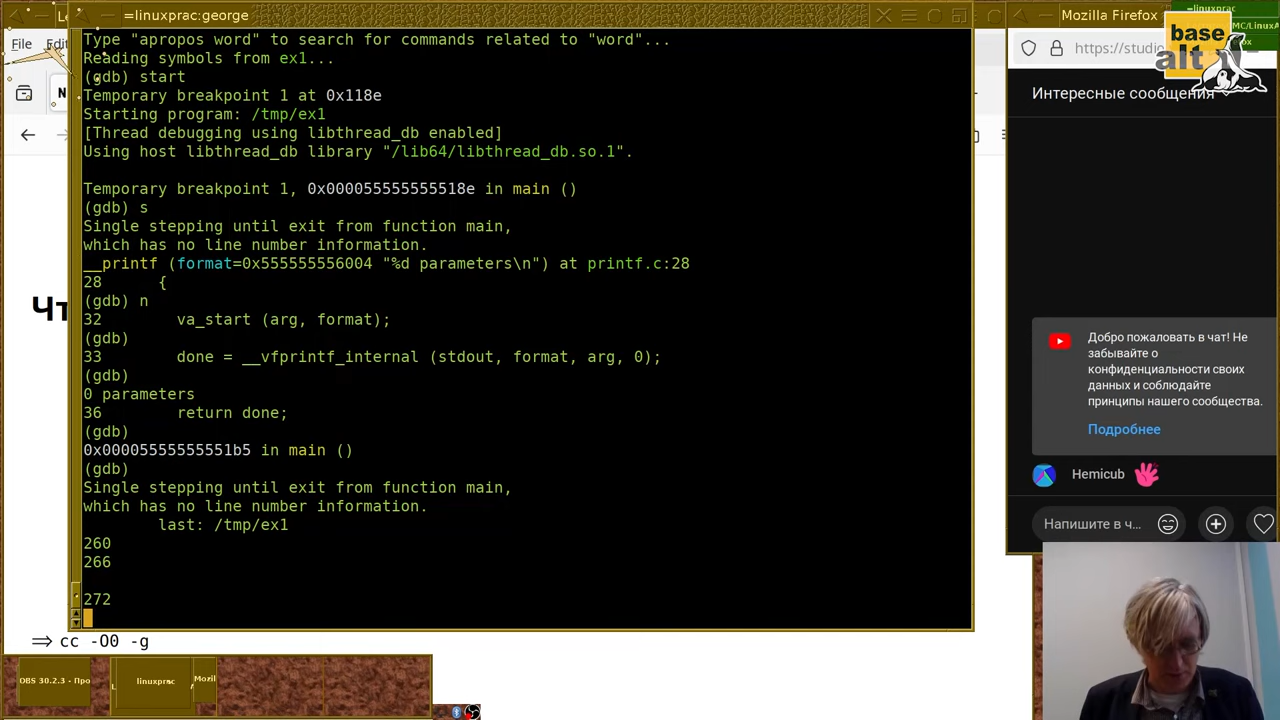 =linuxprac:george
Type "apropos word" to search for commands related to "word"...
Reading symbols from ex1...
(gdb) start
Temporary breakpoint 1 at 0x118e
Starting program: /tmp/ex1
[Thread debugging using libthread_db enabled]
Using host libthread_db library "/lib64/libthread_db.so.1".
Temporary breakpoint 1, 0x000055555555518e in main ()
(gdb) s
Single stepping until exit from function main,
which has no line number information.
__printf (format=0x555555556004 "%d parameters\n") at printf.c:28
28 {
(gdb) n
32 va_start (arg, format);
(gdb)
33 done = __vfprintf_internal (stdout, format, arg, 0);
(gdb)
0 parameters
36 return done;
(gdb)
0x00005555555551b5 in main ()
(gdb)
Single stepping until exit from function main,
which has no line number information.
last: /tmp/ex1
260
266
272
File Edit
Чт
⇒ cc -O0 -g
OBS 30.2.3 - Про
linuxprac
Mozil
Mozilla Firefox
=linuxprac
https://studio
base
alt
Интересные сообщения
Добро пожаловать в чат! Не
забывайте о
конфиденциальности своих
данных и соблюдайте
принципы нашего сообщества.
Подробнее
Hemicub
Напишите в ч...